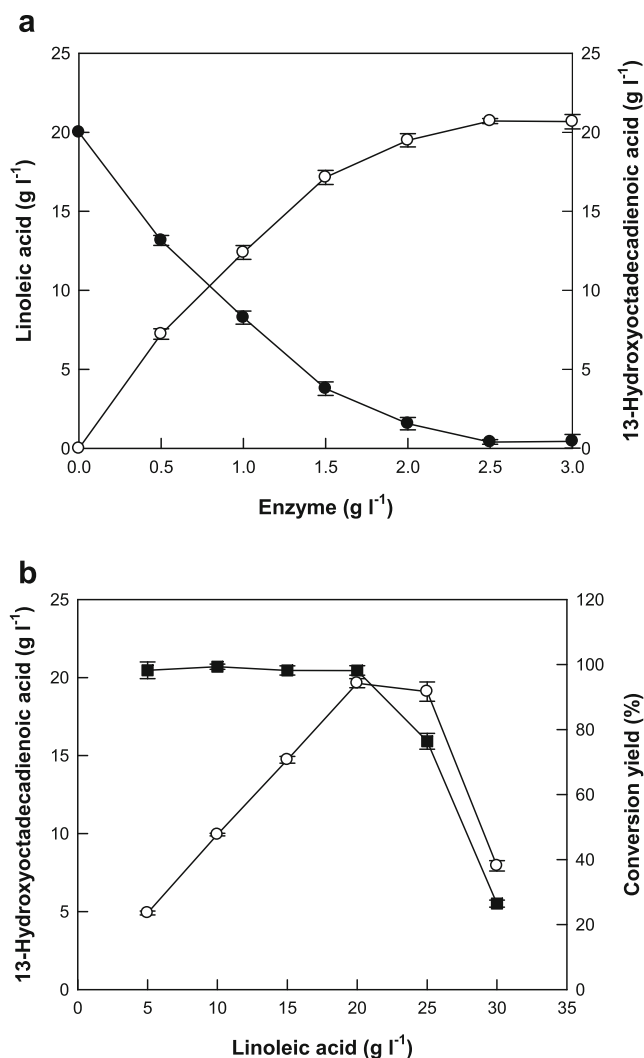 a
Linoleic acid (g l⁻¹)
25
20
15
10
5
0
25
20
15
10
5
0
13-Hydroxyoctadecadienoic acid (g l⁻¹)
0.0 0.5 1.0 1.5 2.0 2.5 3.0
Enzyme (g l⁻¹)
b
13-Hydroxyoctadecadienoic acid (g l⁻¹)
25
20
15
10
5
0
120
100
80
60
40
20
0
Conversion yield (%)
0 5 10 15 20 25 30 35
Linoleic acid (g l⁻¹)